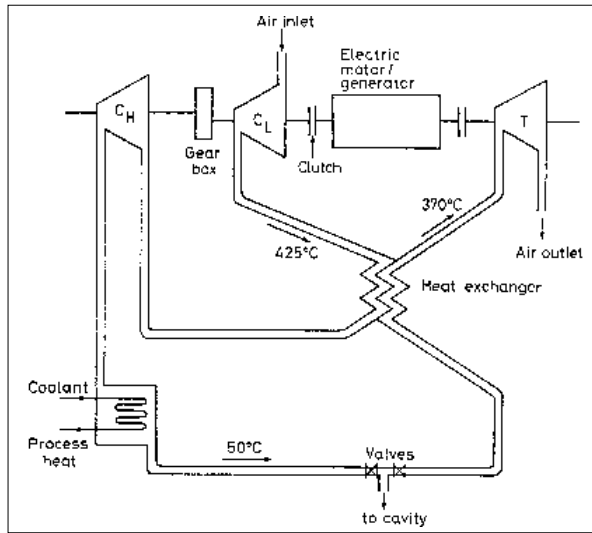 Air inlet
Electric
motor/
generator
C_H
C_L
T
Gear
box
Clutch
370°C
425°C
Air outlet
Heat exchanger
Coolant
Process
heat
50°C
Valves
to cavity